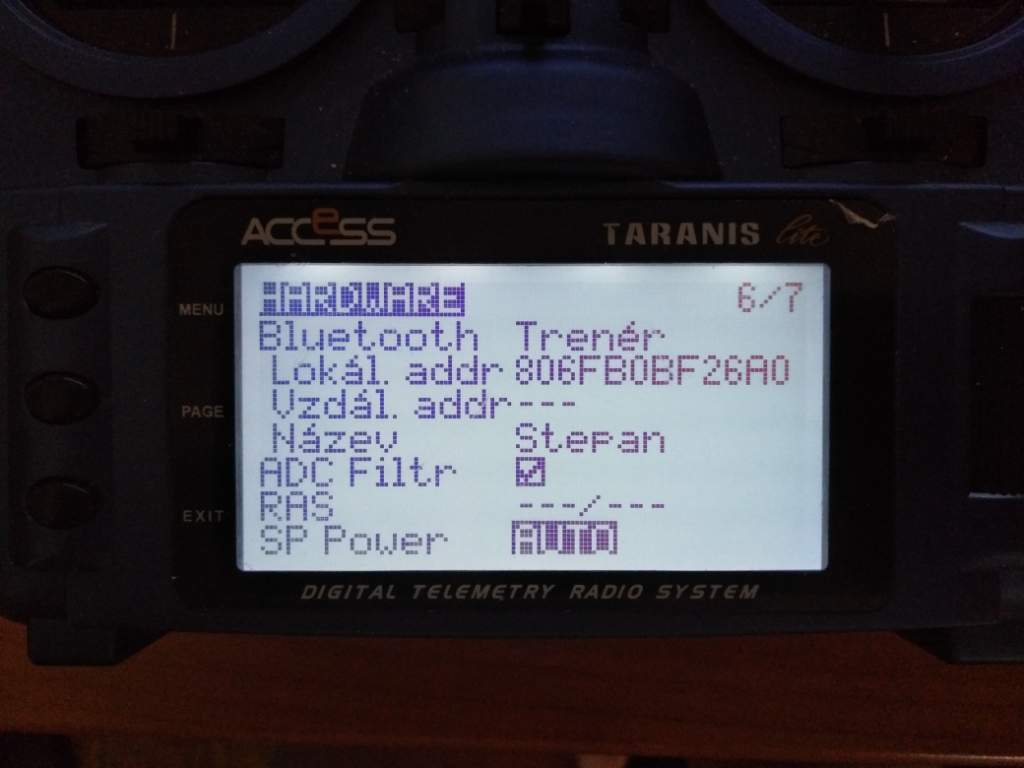 ACCeSS TARANIS lite
HARDWARE 6/7
MENU
Bluetooth Trenér
Lokál. addr 806FB0BF26A0
PAGE
Vzdál. addr ---
Název Stepan
ADC Filtr
RAS ---/---
EXIT
SP Power AUTO
DIGITAL TELEMETRY RADIO SYSTEM